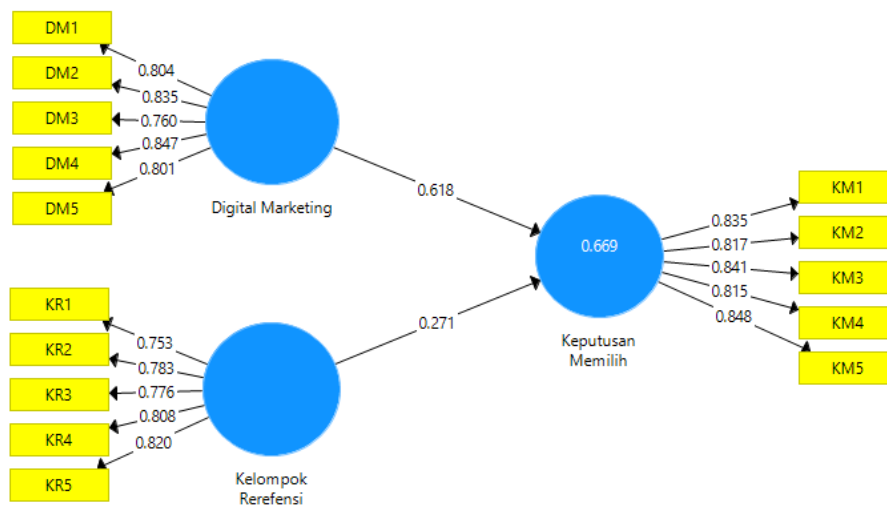 DM1
DM2
DM3
DM4
DM5
0.804
0.835
0.760
0.847
0.801
Digital Marketing
0.618
KR1
KR2
KR3
KR4
KR5
0.753
0.783
0.776
0.808
0.820
Kelompok
Rerefensi
0.271
0.669
Keputusan
Memilih
0.835
0.817
0.841
0.815
0.848
KM1
KM2
KM3
KM4
KM5